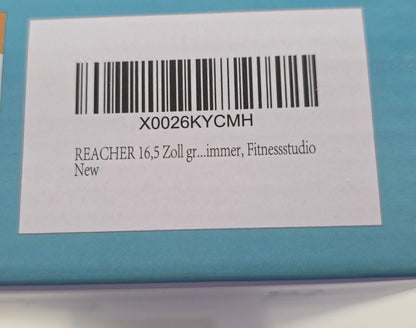 X0026KYCMH
REACHER 16,5 Zoll gr...immer, Fitnessstudio
New